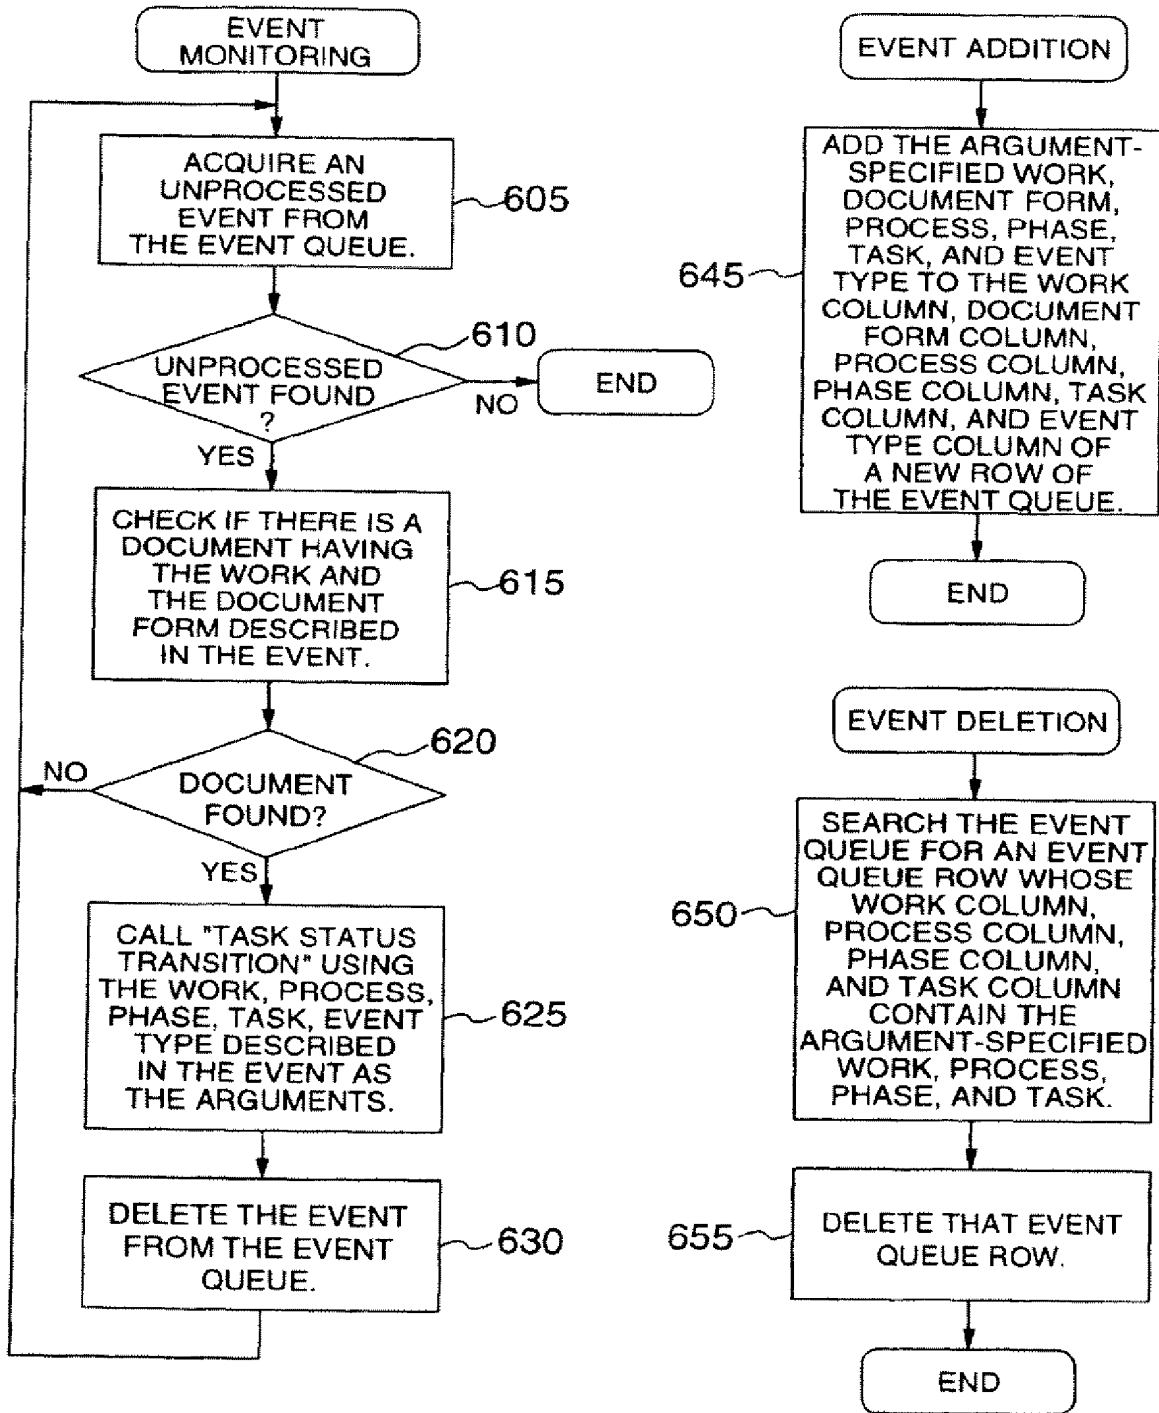 EVENT
MONITORING
ACQUIRE AN
UNPROCESSED
EVENT FROM
THE EVENT QUEUE.
605
610
UNPROCESSED
EVENT FOUND
?
NO
END
YES
CHECK IF THERE IS A
DOCUMENT HAVING
THE WORK AND
THE DOCUMENT
FORM DESCRIBED
IN THE EVENT.
615
620
NO
DOCUMENT
FOUND?
YES
CALL "TASK STATUS
TRANSITION" USING
THE WORK, PROCESS,
PHASE, TASK, EVENT
TYPE DESCRIBED
IN THE EVENT AS
THE ARGUMENTS.
625
DELETE THE EVENT
FROM THE EVENT
QUEUE.
630
EVENT ADDITION
ADD THE ARGUMENT-
SPECIFIED WORK,
DOCUMENT FORM,
PROCESS, PHASE,
TASK, AND EVENT
TYPE TO THE WORK
COLUMN, DOCUMENT
FORM COLUMN,
PROCESS COLUMN,
PHASE COLUMN, TASK
COLUMN, AND EVENT
TYPE COLUMN OF
A NEW ROW OF
THE EVENT QUEUE.
645
END
EVENT DELETION
SEARCH THE EVENT
QUEUE FOR AN EVENT
QUEUE ROW WHOSE
WORK COLUMN,
PROCESS COLUMN,
PHASE COLUMN,
AND TASK COLUMN
CONTAIN THE
ARGUMENT-SPECIFIED
WORK, PROCESS,
PHASE, AND TASK.
650
DELETE THAT EVENT
QUEUE ROW.
655
END